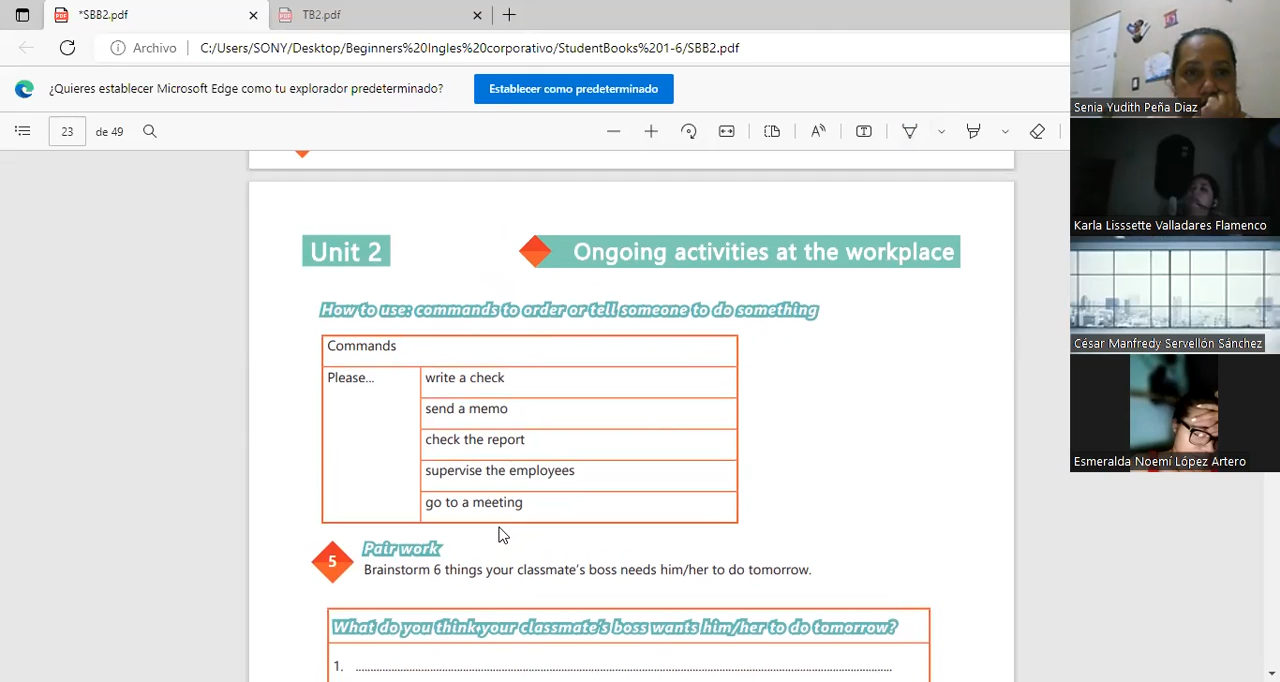 *SBB2.pdf
TB2.pdf
Archivo
C:/Users/SONY/Desktop/Beginners%20Ingles%20corporativo/StudentBooks%201-6/SBB2.pdf
¿Quieres establecer Microsoft Edge como tu explorador predeterminado?
Establecer como predeterminado
23
de 49
Unit 2
Ongoing activities at the workplace
How to use: commands to order or tell someone to do something
Commands
Please...
write a check
send a memo
check the report
supervise the employees
go to a meeting
5
Pair work
Brainstorm 6 things your classmate's boss needs him/her to do tomorrow.
What do you think your classmate's boss wants him/her to do tomorrow?
1. ................................................................
Senia Yudith Peña Diaz
Karla Lisssette Valladares Flamenco
César Manfredy Servellón Sánchez
Esmeralda Noemí López Artero